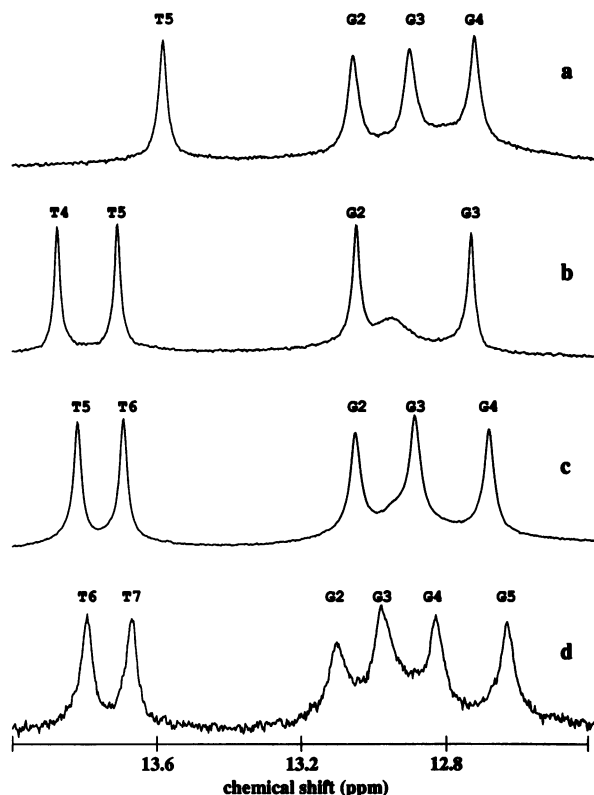 T5 G2 G3 G4
a
T4 T5 G2 G3
b
T5 T6 G2 G3 G4
c
T6 T7 G2 G3 G4 G5
d
13.6 13.2 12.8
chemical shift (ppm)